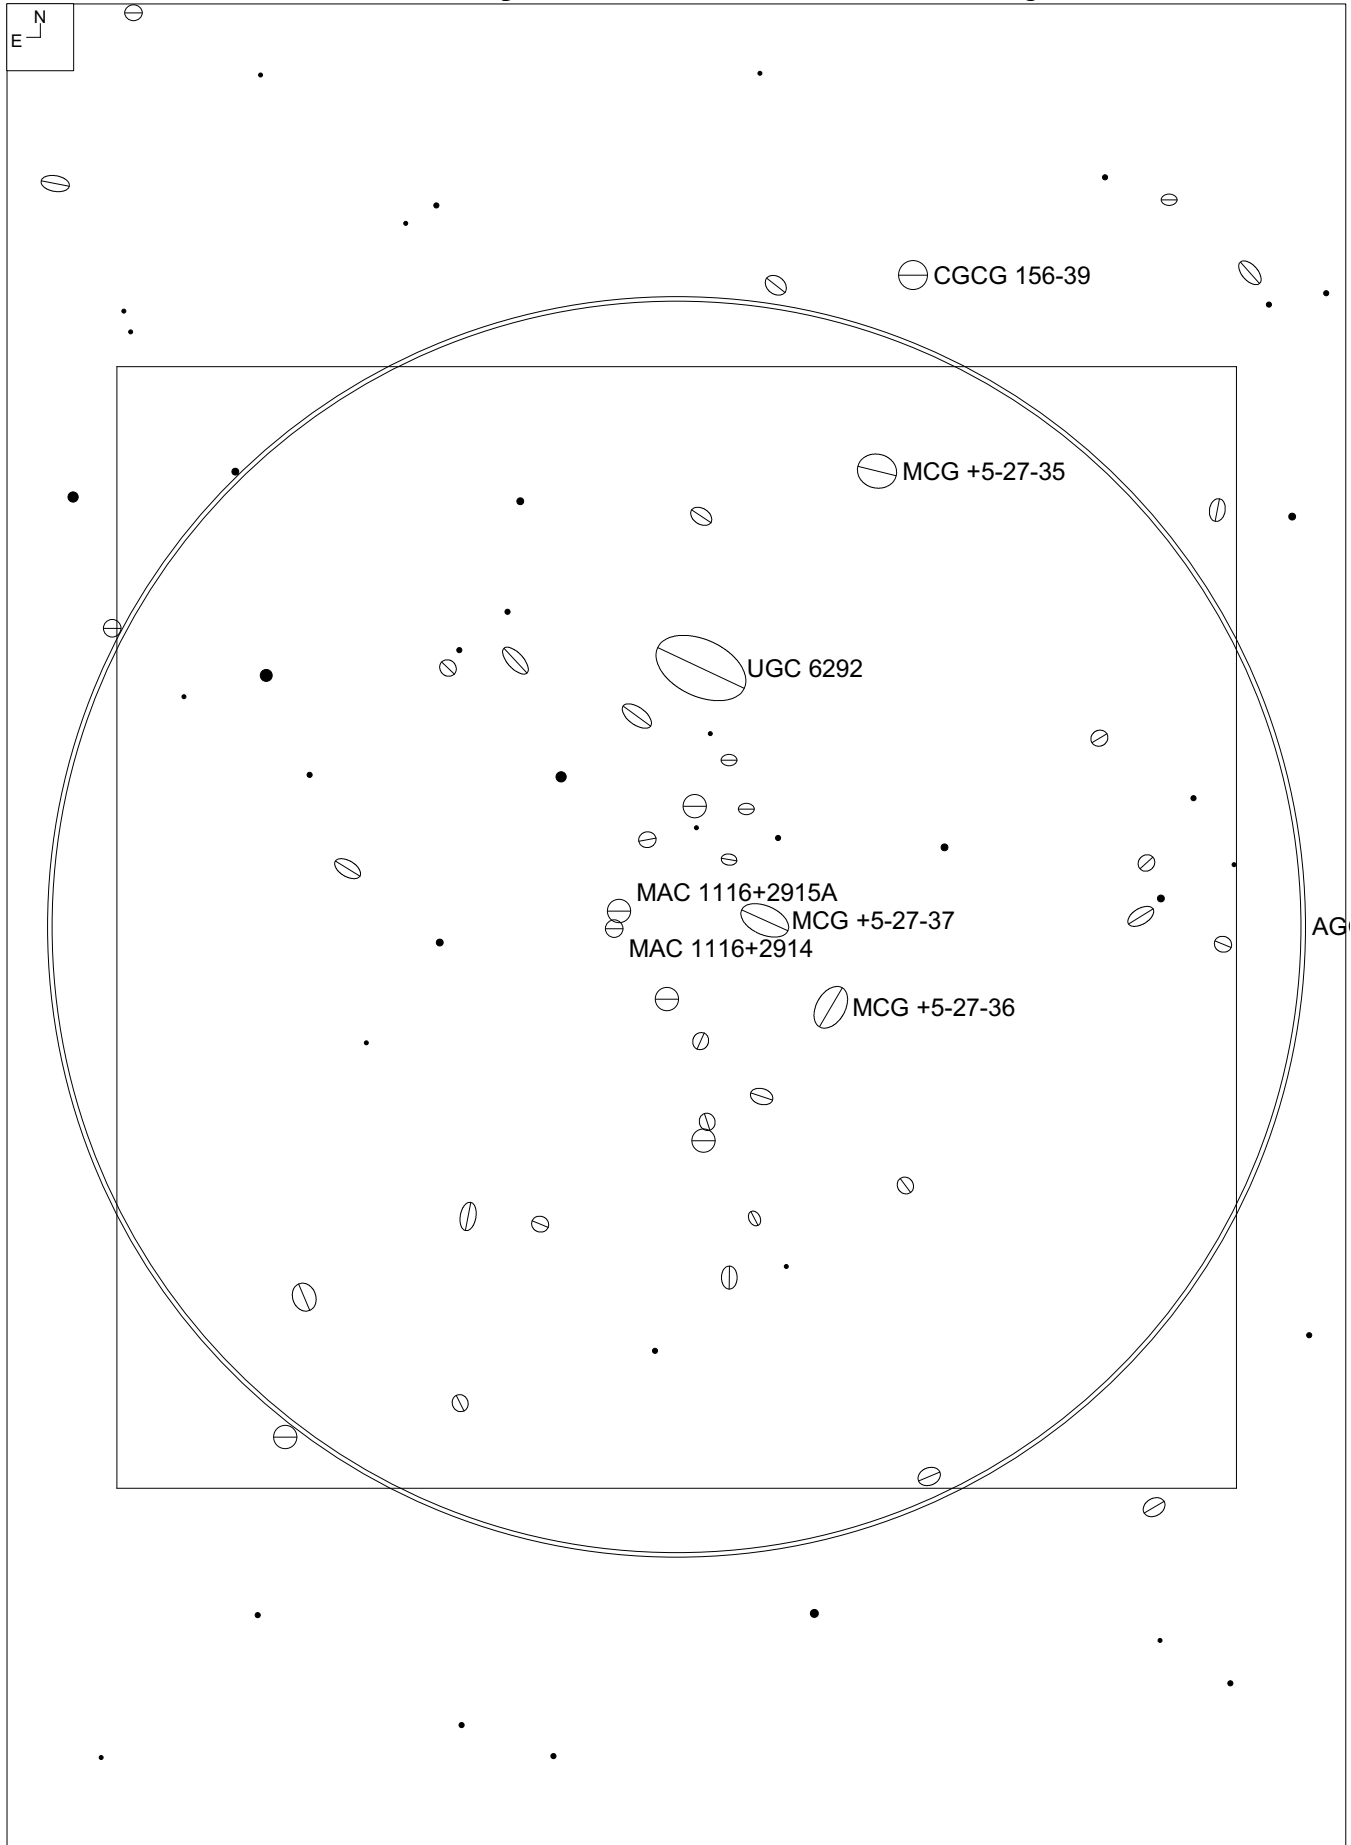 N
E
CGCG 156-39
MCG +5-27-35
UGC 6292
MAC 1116+2915A
MCG +5-27-37
MAC 1116+2914
MCG +5-27-36